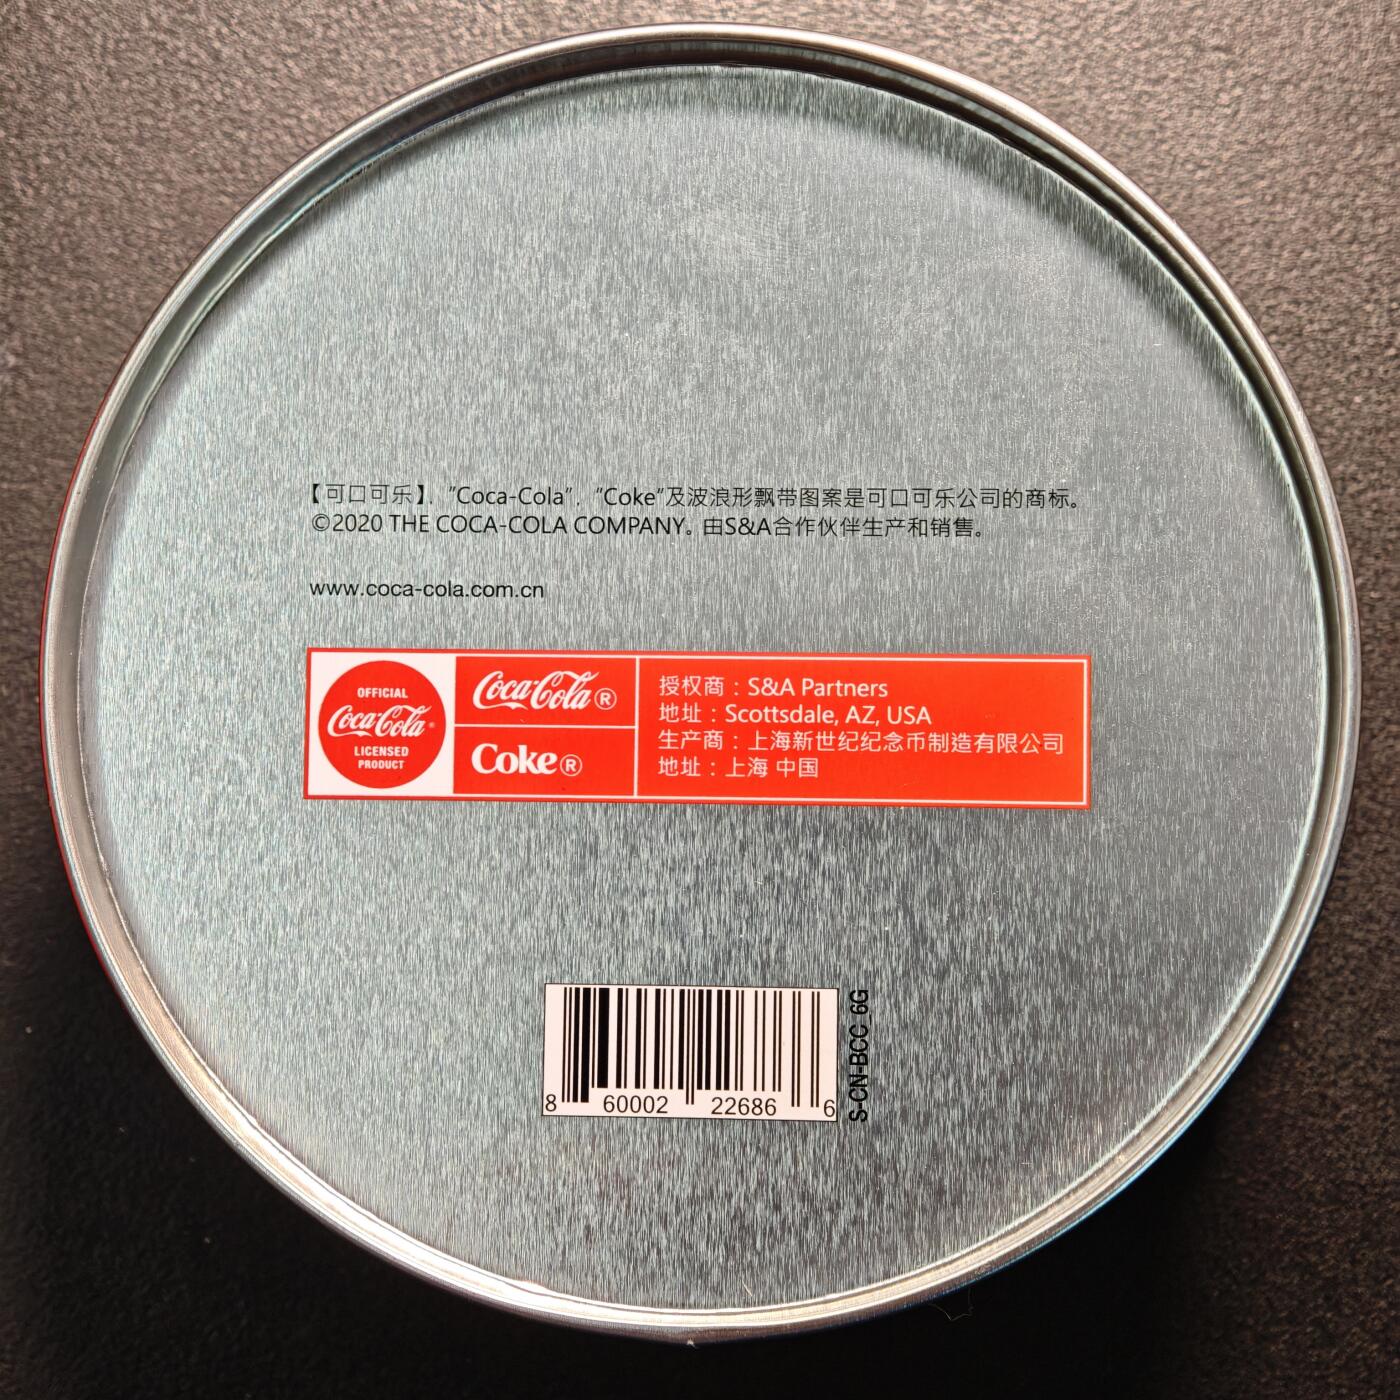 【可口可乐】、"Coca-Cola"、"Coke"及波浪形飘带图案是可口可乐公司的商标。
©2020 THE COCA-COLA COMPANY。由S&A合作伙伴生产和销售。
www.coca-cola.com.cn
OFFICIAL
Coca-Cola®
LICENSED
PRODUCT
Coca-Cola®
Coke®
授权商：S&A Partners
地址：Scottsdale, AZ, USA
生产商：上海新世纪纪念币制造有限公司
地址：上海 中国
8 60002 22686 6
S-CN-BCC_6G